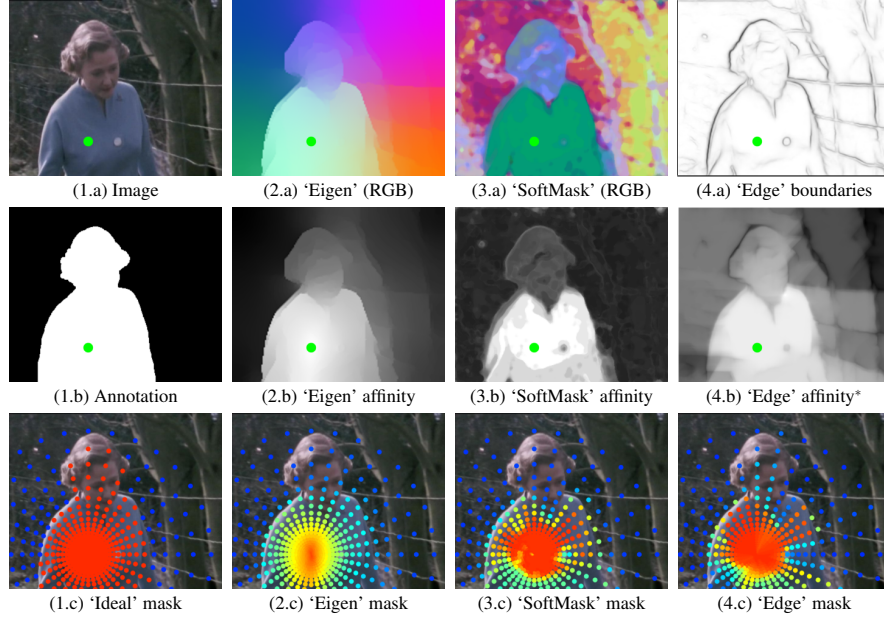 (1.a) Image
(2.a) ‘Eigen’ (RGB)
(3.a) ‘SoftMask’ (RGB)
(4.a) ‘Edge’ boundaries
(1.b) Annotation
(2.b) ‘Eigen’ affinity
(3.b) ‘SoftMask’ affinity
(4.b) ‘Edge’ affinity*
(1.c) ‘Ideal’ mask
(2.c) ‘Eigen’ mask
(3.c) ‘SoftMask’ mask
(4.c) ‘Edge’ mask